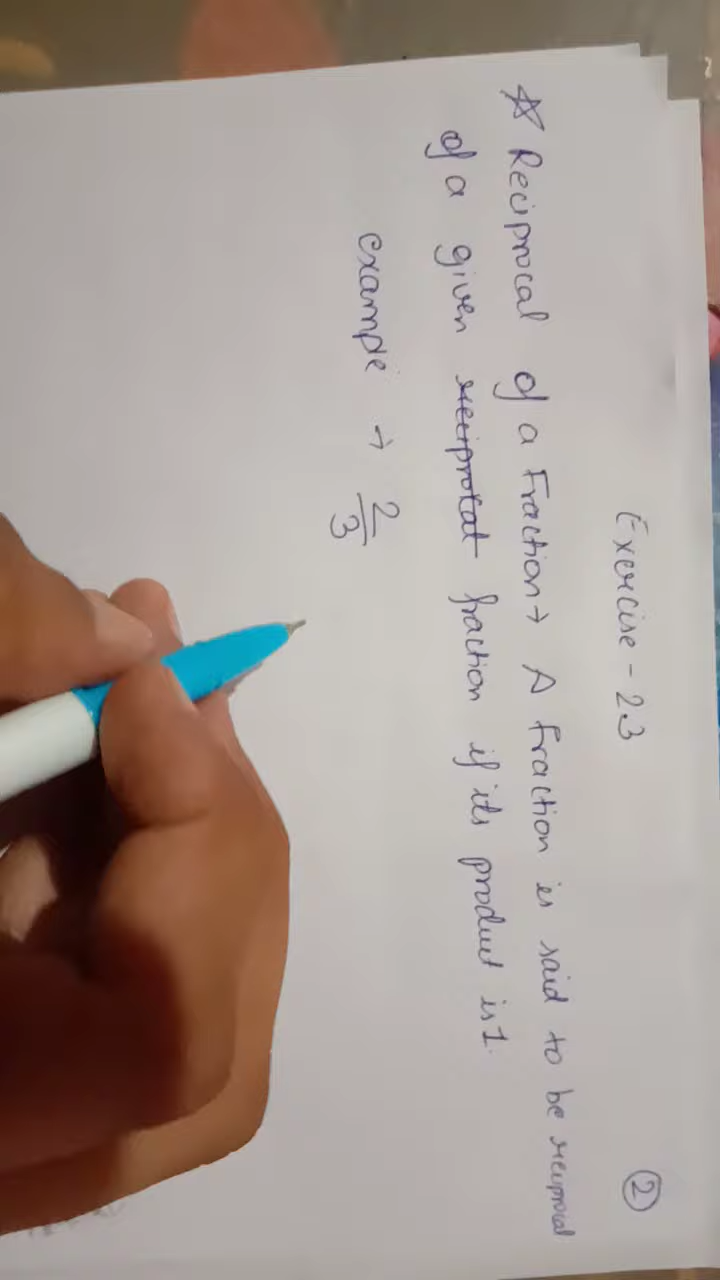 Exercise - 2.3
②
☆ Reciprocal of a Fraction → A fraction is said to be reciprocal
of a given reciprocal fraction if its product is 1.
example → 2/3